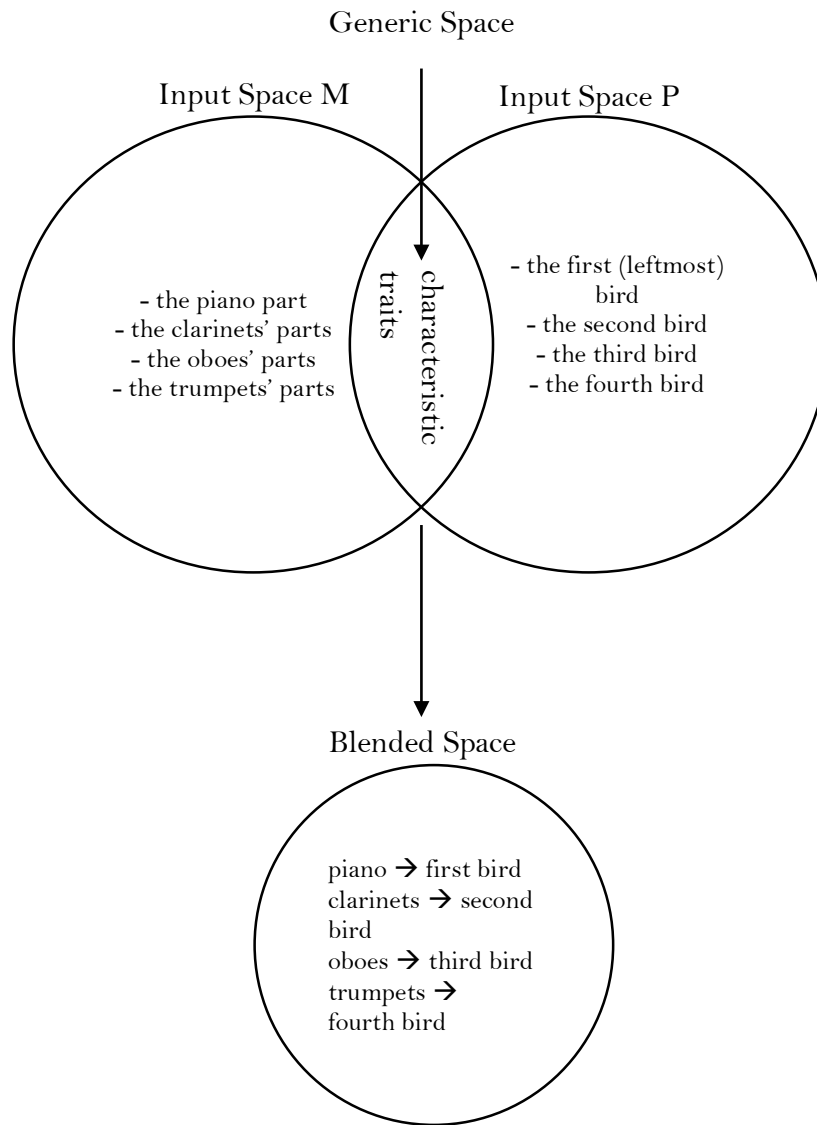 Generic Space
Input Space M
Input Space P
- the piano part
- the clarinets’ parts
- the oboes’ parts
- the trumpets’ parts
characteristic
traits
- the first (leftmost)
bird
- the second bird
- the third bird
- the fourth bird
Blended Space
piano → first bird
clarinets → second
bird
oboes → third bird
trumpets →
fourth bird